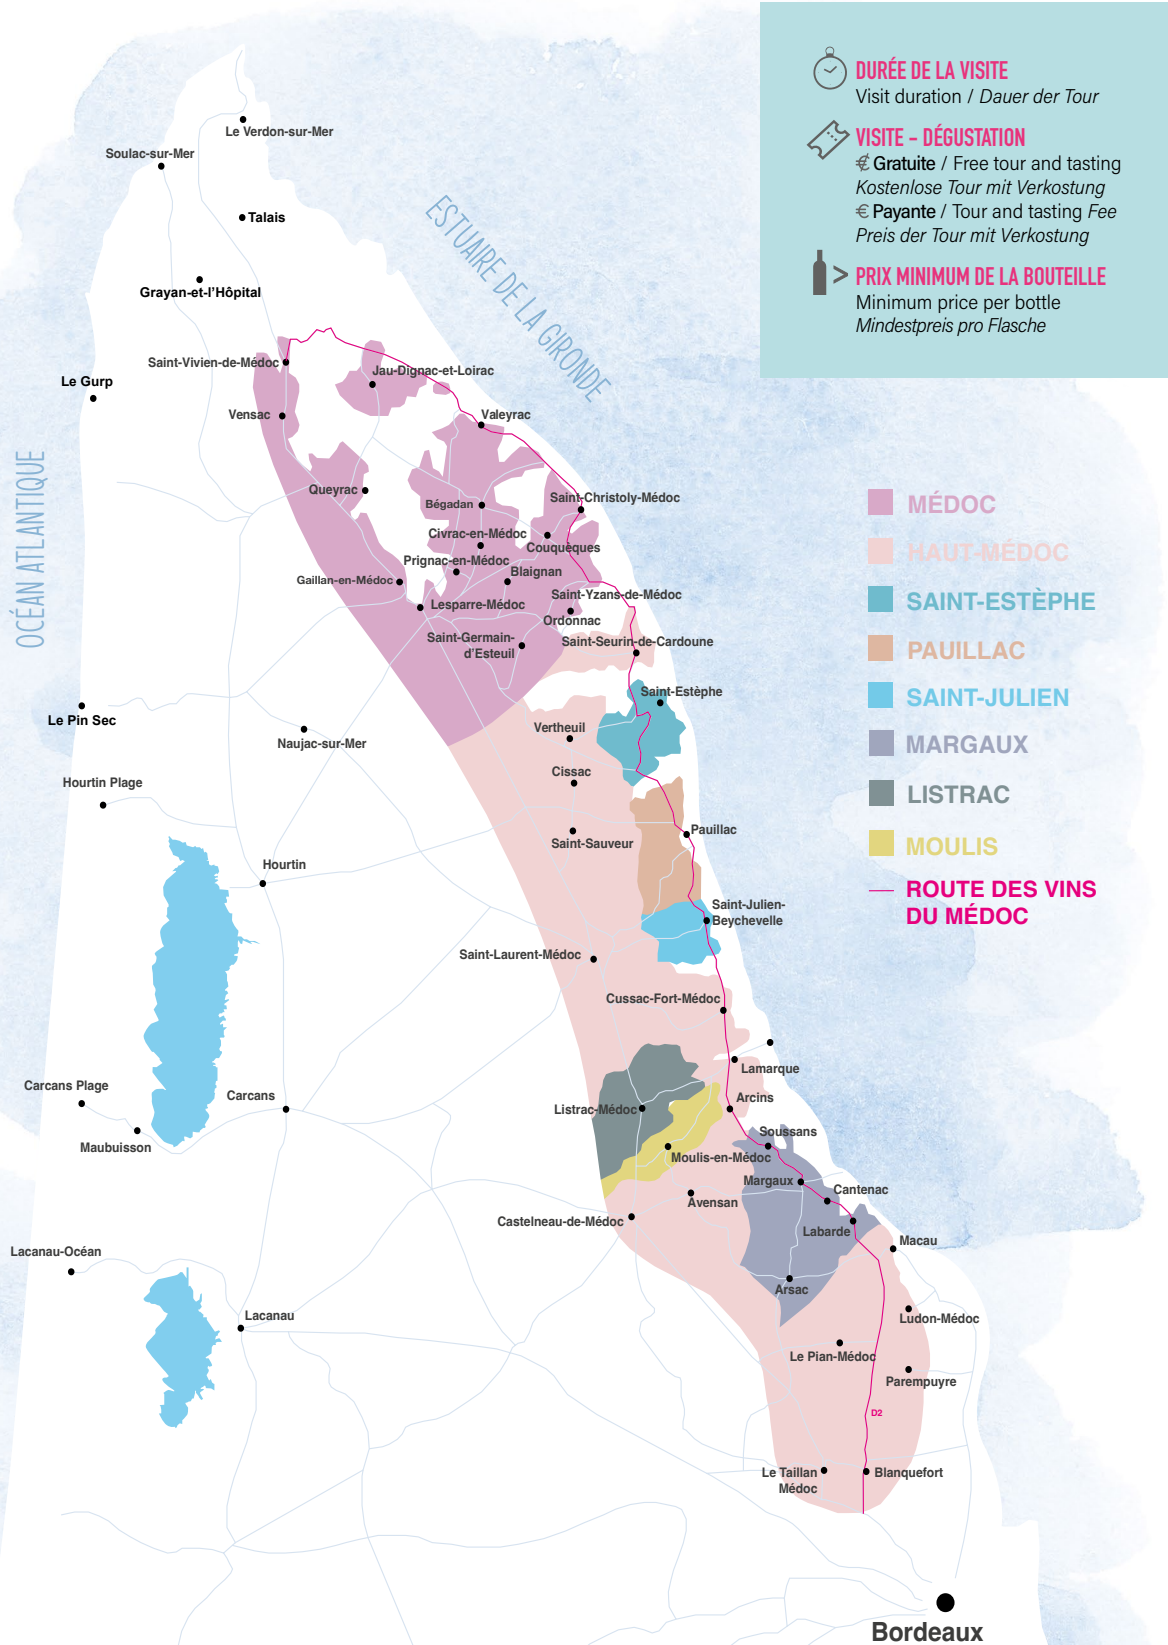 DURÉE DE LA VISITE
Visit duration / Dauer der Tour
VISITE - DÉGUSTATION
€ Gratuite / Free tour and tasting
Kostenlose Tour mit Verkostung
€ Payante / Tour and tasting Fee
Preis der Tour mit Verkostung
> PRIX MINIMUM DE LA BOUTEILLE
Minimum price per bottle
Mindestpreis pro Flasche
Le Verdon-sur-Mer
Soulac-sur-Mer
Talais
Grayan-et-l'Hôpital
ESTUAIRE DE LA GIRONDE
Saint-Vivien-de-Médoc
Jau-Dignac-et-Loirac
Le Gurp
Vensac
Valeyrac
OCÉAN ATLANTIQUE
Queyrac
Bégadan
Saint-Christoly-Médoc
Civrac-en-Médoc
Couquèques
Prignac-en-Médoc
Blaignan
Gaillan-en-Médoc
Saint-Yzans-de-Médoc
Lesparre-Médoc
Ordonnac
Saint-Germain-
d'Esteuil
Saint-Seurin-de-Cardoune
Saint-Estèphe
Le Pin Sec
Vertheuil
Naujac-sur-Mer
Cissac
Hourtin Plage
Pauillac
Saint-Sauveur
Hourtin
Saint-Julien-
Beychevelle
Saint-Laurent-Médoc
Cussac-Fort-Médoc
Lamarque
Carcans Plage
Carcans
Arcins
Listrac-Médoc
Maubuisson
Soussans
Moulis-en-Médoc
Margaux
Cantenac
Avensan
Castelneau-de-Médoc
Labarde
Macau
Lacanau-Océan
Arsac
Lacanau
Ludon-Médoc
Le Pian-Médoc
Parempuyre
D2
Le Taillan
Médoc
Blanquefort
Bordeaux
MÉDOC
HAUT-MÉDOC
SAINT-ESTÈPHE
PAUILLAC
SAINT-JULIEN
MARGAUX
LISTRAC
MOULIS
ROUTE DES VINS
DU MÉDOC